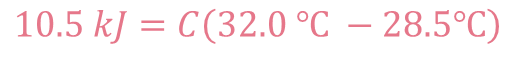 10.5 kJ = C(32.0 °C − 28.5°C)